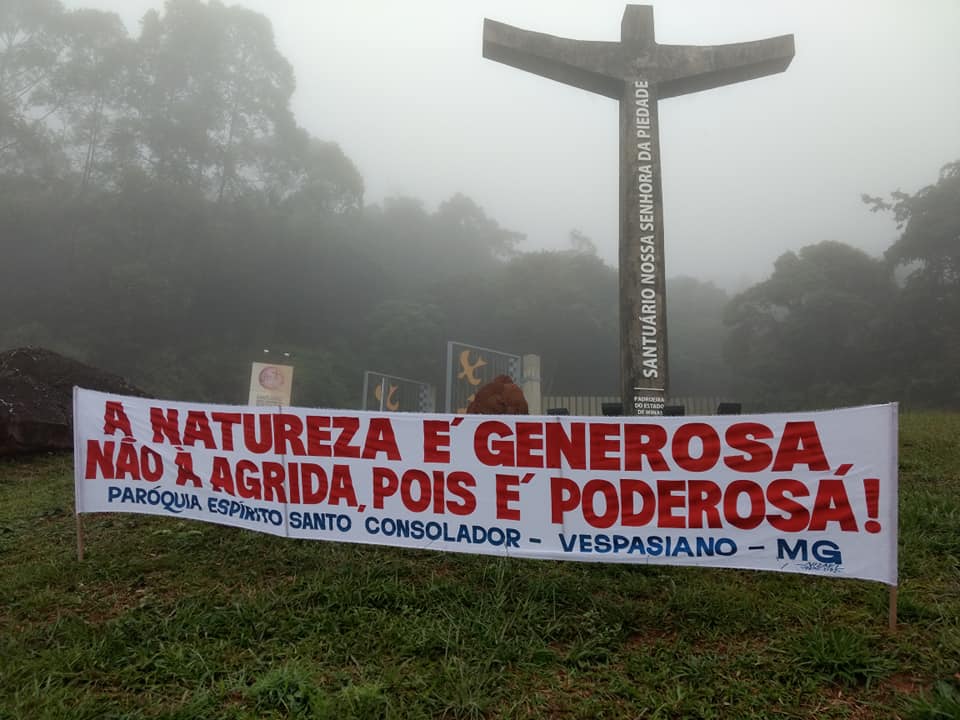 SANTUÁRIO NOSSA SENHORA DA PIEDADE
PADROEIRA
DO ESTADO
DE MINAS
A NATUREZA E´ GENEROSA,
NÃO À AGRIDA, POIS E´ PODEROSÁ!
PARÓQUIA ESPÍRITO SANTO CONSOLADOR - VESPASIANO - MG